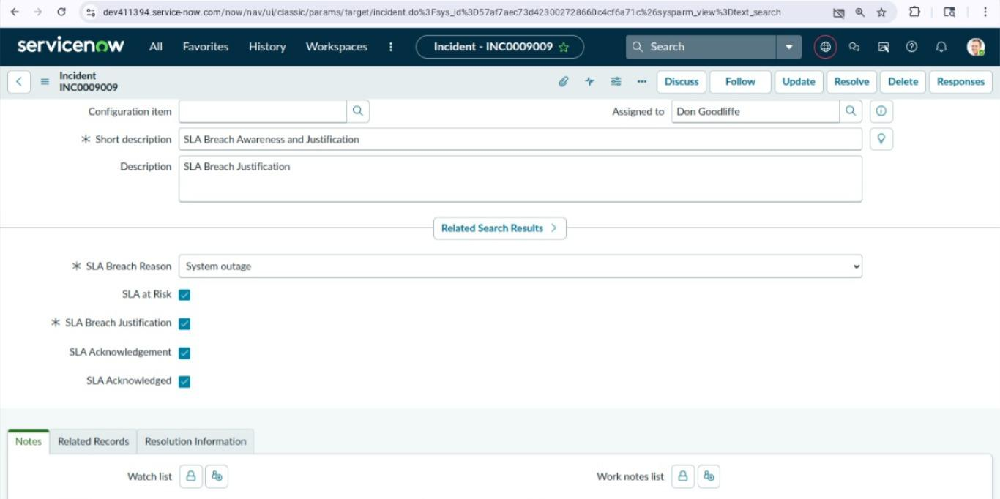 dev411394.service-now.com/now/nav/ui/classic/params/target/incident.do%3Fsys_id%3D57af7aec73d423002728660c4cf6a71c%26sysparm_view%3Dtext_search
servicenow All Favorites History Workspaces Incident - INC0009009 Search
Incident
INC0009009
Discuss Follow Update Resolve Delete Responses
Configuration item Assigned to Don Goodliffe
Short description SLA Breach Awareness and Justification
Description SLA Breach Justification
Related Search Results
SLA Breach Reason System outage
SLA at Risk
SLA Breach Justification
SLA Acknowledgement
SLA Acknowledged
Notes Related Records Resolution Information
Watch list Work notes list